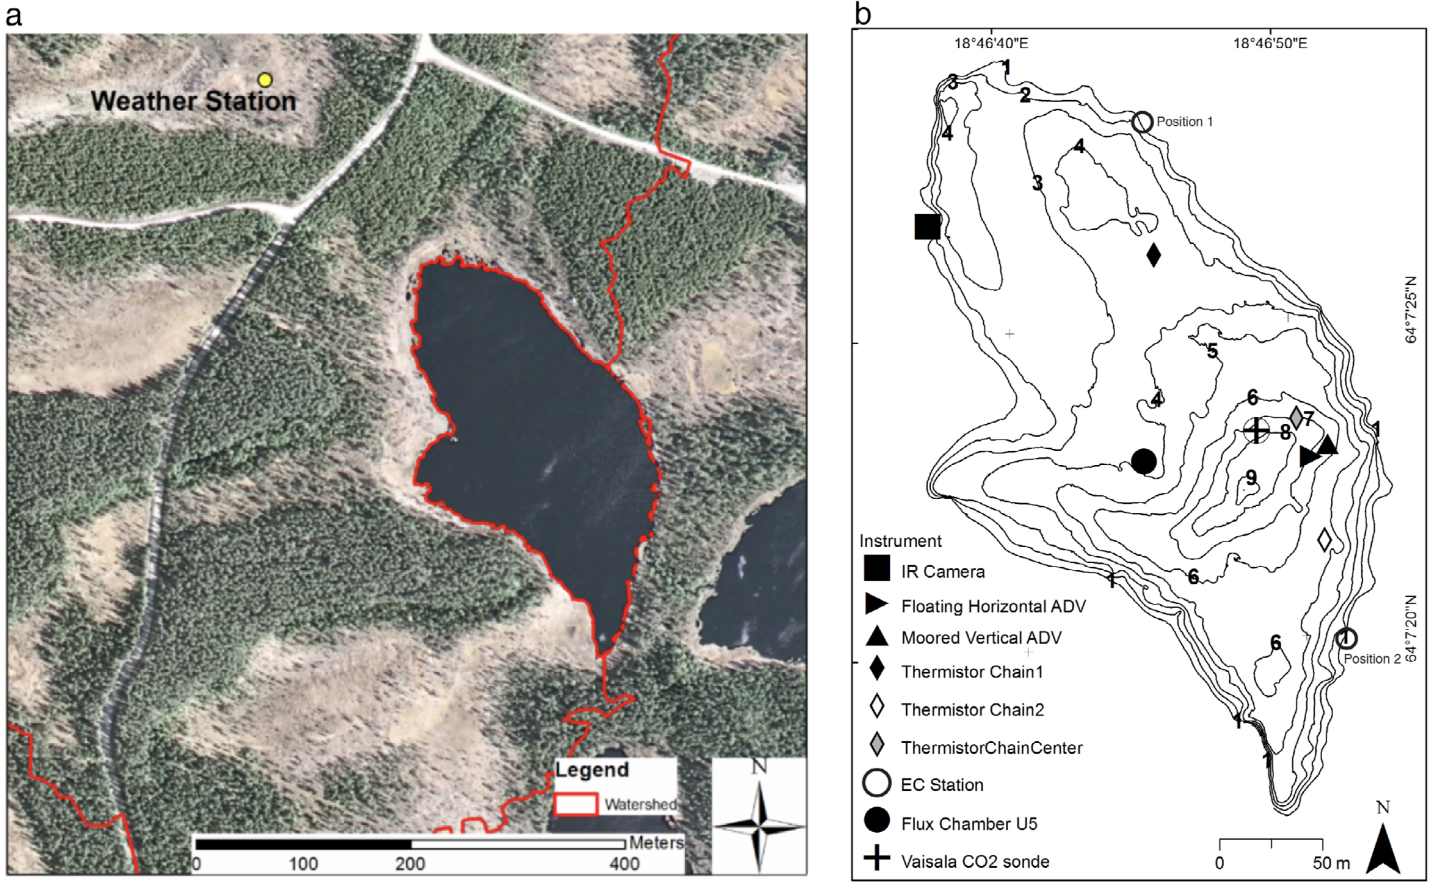 a
Weather Station
Legend
Watershed
Meters
0 100 200 400
N
b
18°46'40"E 18°46'50"E
1
3
2
Position 1
4
4
3
64°7'25"N
5
4
6
7
8
1
9
6
1
6
1
Position 2
64°7'20"N
1
1
Instrument
IR Camera
Floating Horizontal ADV
Moored Vertical ADV
Thermistor Chain1
Thermistor Chain2
ThermistorChainCenter
EC Station
Flux Chamber U5
Vaisala CO2 sonde
0 50 m
N